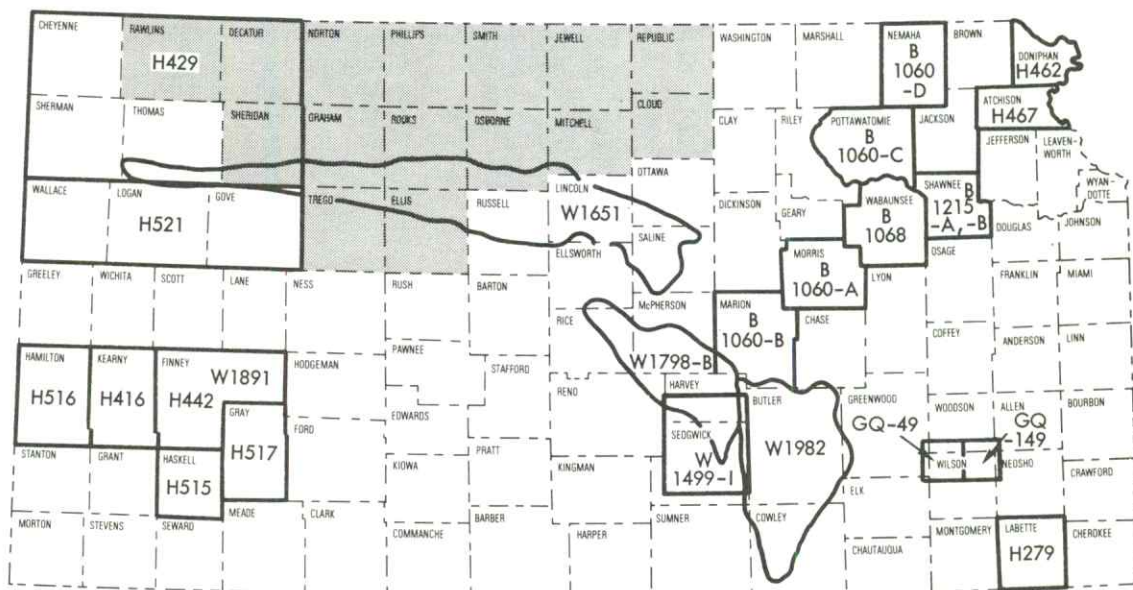 CHEYENNE
RAWLINS
DECATUR
NORTON
PHILLIPS
SMITH
JEWELL
REPUBLIC
WASHINGTON
MARSHALL
NEMAHA
B
1060
-D
BROWN
DONIPHAN
H462
H429
SHERMAN
THOMAS
SHERIDAN
GRAHAM
ROOKS
OSBORNE
MITCHELL
CLOUD
CLAY
RILEY
POTTAWATOMIE
B
1060-C
JACKSON
ATCHISON
H467
JEFFERSON
LEAVEN-
WORTH
WYAN-
DOTTE
WALLACE
LOGAN
GOVE
H521
TREGO
ELLIS
RUSSELL
LINCOLN
W1651
OTTAWA
DICKINSON
GEARY
WABAUNSEE
B
1068
SHAWNEE
B
1215
-A, -B
DOUGLAS
JOHNSON
ELLSWORTH
SALINE
MORRIS
B
1060-A
LYON
OSAGE
FRANKLIN
MIAMI
GREELEY
WICHITA
SCOTT
LANE
NESS
RUSH
BARTON
RICE
McPHERSON
MARION
B
1060-B
CHASE
COFFEY
ANDERSON
LINN
HAMILTON
H516
KEARNY
H416
FINNEY
W1891
H442
GRAY
H517
HODGEMAN
PAWNEE
STAFFORD
RENO
W1798-B
HARVEY
BUTLER
W1982
GREENWOOD
WOODSON
ALLEN
BOURBON
GQ-49
GQ
-149
EDWARDS
FORD
SEDGWICK
W
1499-I
WILSON
NEOSHO
CRAWFORD
STANTON
GRANT
HASKELL
H515
KIOWA
PRATT
KINGMAN
ELK
MORTON
STEVENS
SEWARD
MEADE
CLARK
COMMANCHE
BARBER
HARPER
SUMNER
COWLEY
CHAUTAUQUA
MONTGOMERY
LABETTE
H279
CHEROKEE